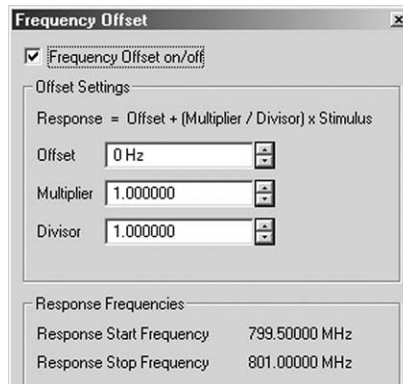 Frequency Offset
Frequency Offset on/off
Offset Settings
Response = Offset + (Multiplier / Divisor) x Stimulus
Offset 0 Hz
Multiplier 1.000000
Divisor 1.000000
Response Frequencies
Response Start Frequency 799.50000 MHz
Response Stop Frequency 801.00000 MHz